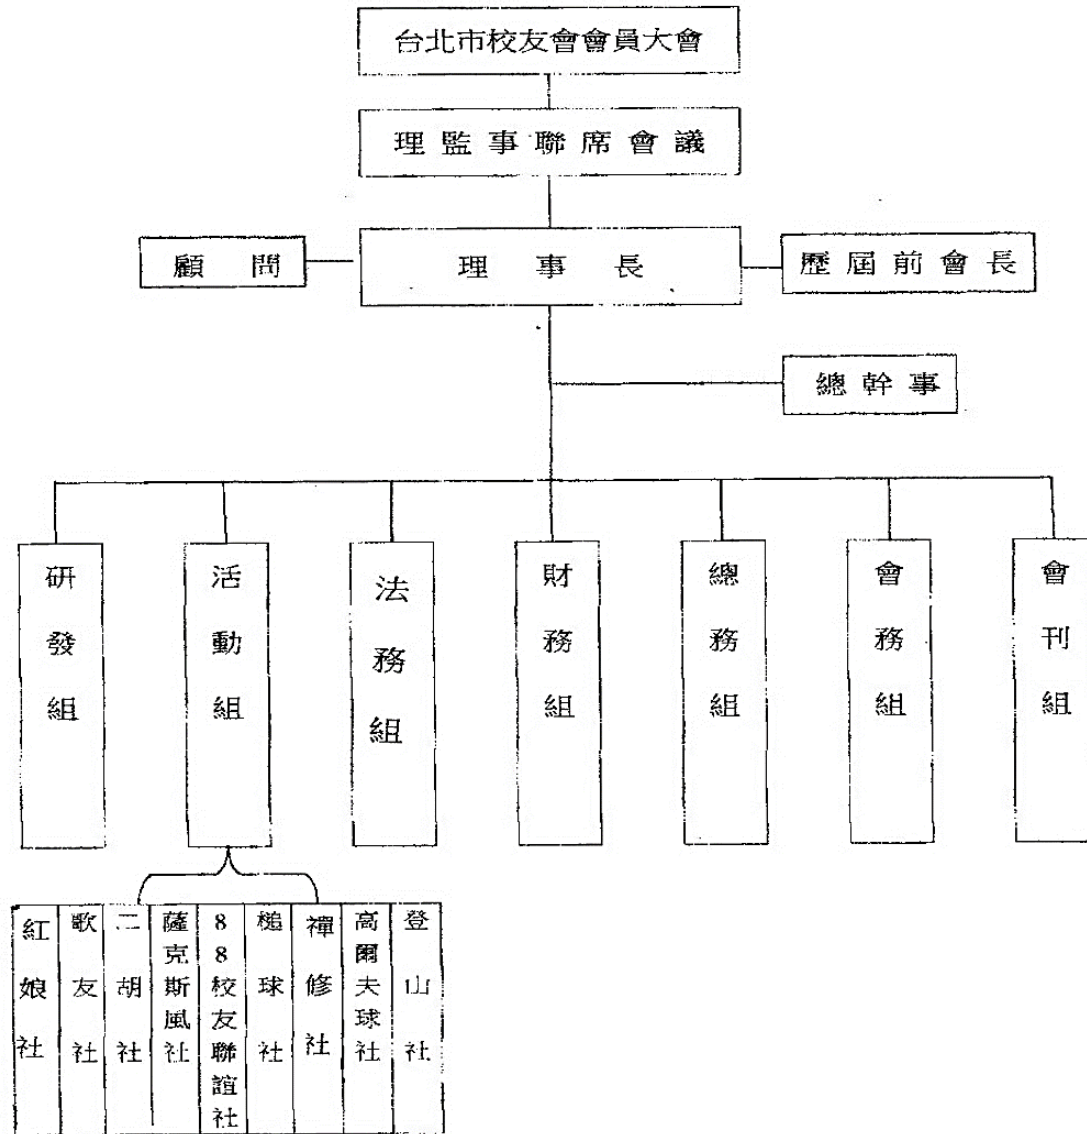 台北市校友會會員大會
理監事聯席會議
顧問
理事長
歷屆前會長
總幹事
研發組
活動組
法務組
財務組
總務組
會務組
會刊組
紅娘社
歌友社
二胡社
薩克斯風社
88校友聯誼社
槌球社
禪修社
高爾夫球社
登山社